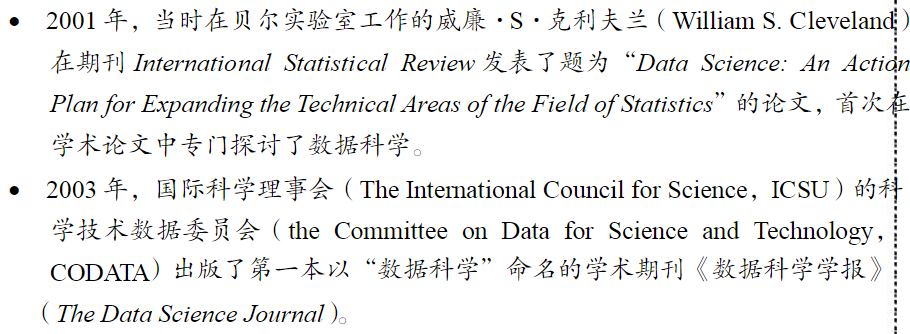 ● 2001 年，当时在贝尔实验室工作的威廉·S·克利夫兰（William S. Cleveland）
在期刊 International Statistical Review 发表了题为“Data Science: An Action
Plan for Expanding the Technical Areas of the Field of Statistics”的论文，首次在
学术论文中专门探讨了数据科学。
● 2003 年，国际科学理事会（The International Council for Science，ICSU）的科
学技术数据委员会（the Committee on Data for Science and Technology，
CODATA）出版了第一本以“数据科学”命名的学术期刊《数据科学学报》
（The Data Science Journal）。